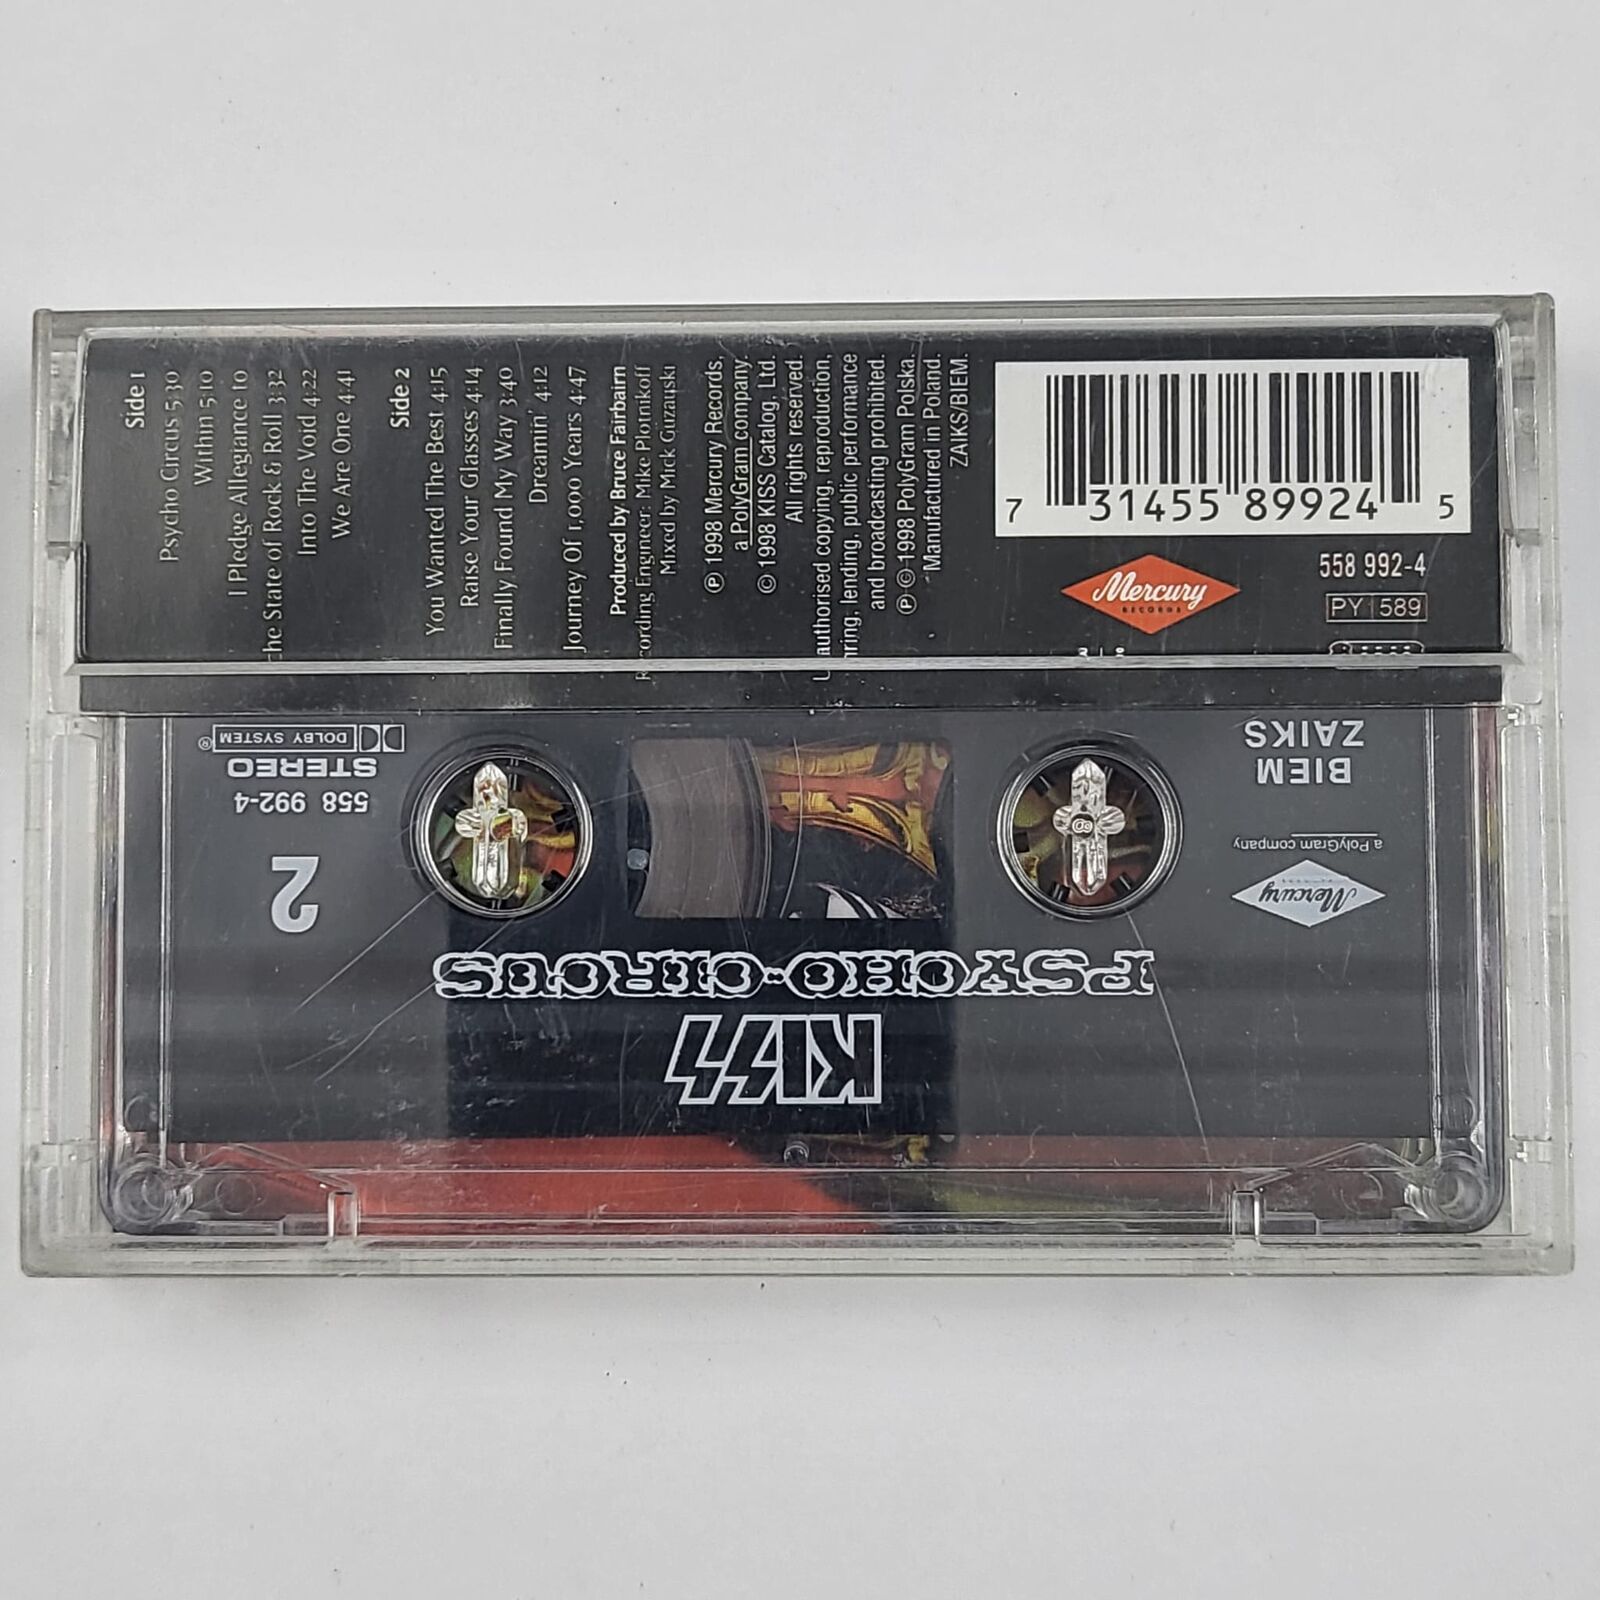 Side 1
Psycho Circus 5:30
Within 5:10
I Pledge Allegiance to
he State of Rock & Roll 3:32
Into The Void 4:22
We Are One 4:41
Side 2
You Wanted The Best 4:15
Raise Your Glasses 4:14
Finally Found My Way 3:40
Dreamin' 4:12
Journey Of 1,000 Years 4:47
Produced by Bruce Fairbairn
Recording Engineer: Mike Plotnikoff
Mixed by Mick Guzauski
℗ 1998 Mercury Records,
a PolyGram company.
© 1998 KISS Catalog, Ltd.
All rights reserved.
Unauthorised copying, reproduction,
hiring, lending, public performance
and broadcasting prohibited.
℗ © 1998 PolyGram Polska.
Manufactured in Poland.
ZAIKS/BIEM.
7 31455 89924 5
Mercury
RECORDS
558 992-4
PY 589
KISS
PSYCHO·CIRCUS
2
558 992-4
STEREO
DOLBY SYSTEM®
Mercury
a PolyGram company
BIEM
ZAIKS